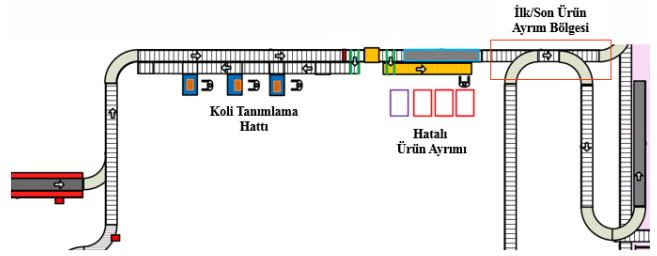 İlk/Son Ürün
Ayrım Bölgesi
Koli Tanımlama
Hattı
Hatalı
Ürün Ayrımı